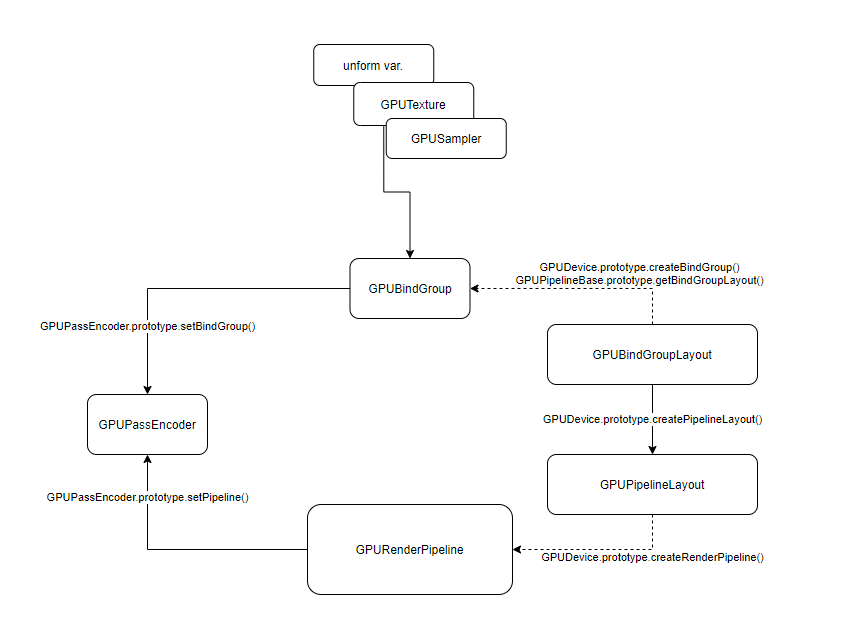 unform var.
GPUTexture
GPUSampler
GPUDevice.prototype.createBindGroup()
GPUPipelineBase.prototype.getBindGroupLayout()
GPUBindGroup
GPUPassEncoder.prototype.setBindGroup()
GPUBindGroupLayout
GPUDevice.prototype.createPipelineLayout()
GPUPassEncoder
GPUPipelineLayout
GPUPassEncoder.prototype.setPipeline()
GPURenderPipeline
GPUDevice.prototype.createRenderPipeline()